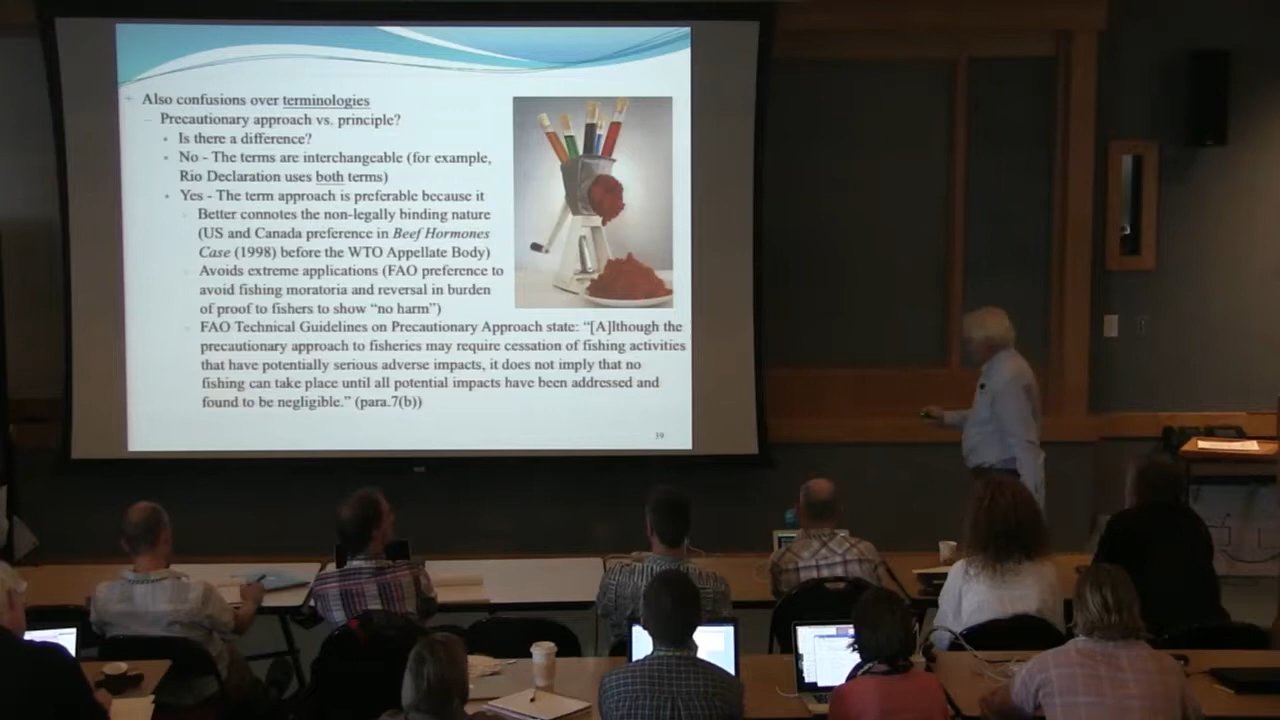 Also confusions over terminologies
Precautionary approach vs. principle?
Is there a difference?
No - The terms are interchangeable (for example,
Rio Declaration uses both terms)
Yes - The term approach is preferable because it
Better connotes the non-legally binding nature
(US and Canada preference in Beef Hormones
Case (1998) before the WTO Appellate Body)
Avoids extreme applications (FAO preference to
avoid fishing moratoria and reversal in burden
of proof to fishers to show “no harm”)
FAO Technical Guidelines on Precautionary Approach state: “[A]lthough the
precautionary approach to fisheries may require cessation of fishing activities
that have potentially serious adverse impacts, it does not imply that no
fishing can take place until all potential impacts have been addressed and
found to be negligible.” (para.7(b))
39